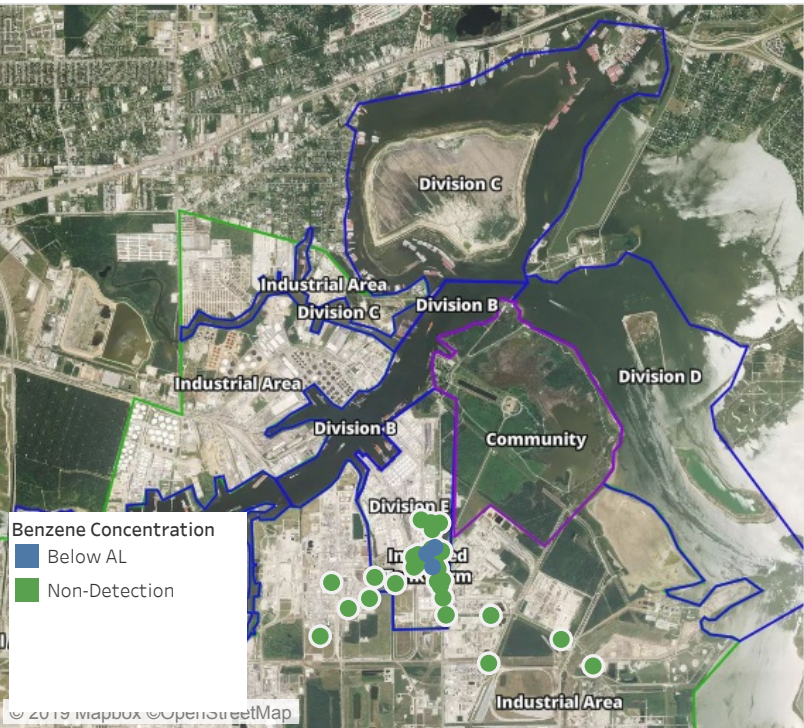 Division C
Industrial Area
Division C
Division B
Industrial Area
Division D
Division B
Community
Division E
Benzene Concentration
Below AL
Non-Detection
Industrial Area
© 2019 Mapbox ©OpenStreetMap